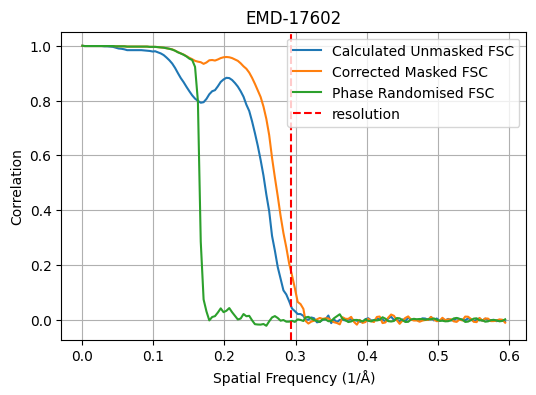 EMD-17602
Calculated Unmasked FSC
Corrected Masked FSC
Phase Randomised FSC
resolution
Correlation
1.0
0.8
0.6
0.4
0.2
0.0
0.0 0.1 0.2 0.3 0.4 0.5 0.6
Spatial Frequency (1/Å)